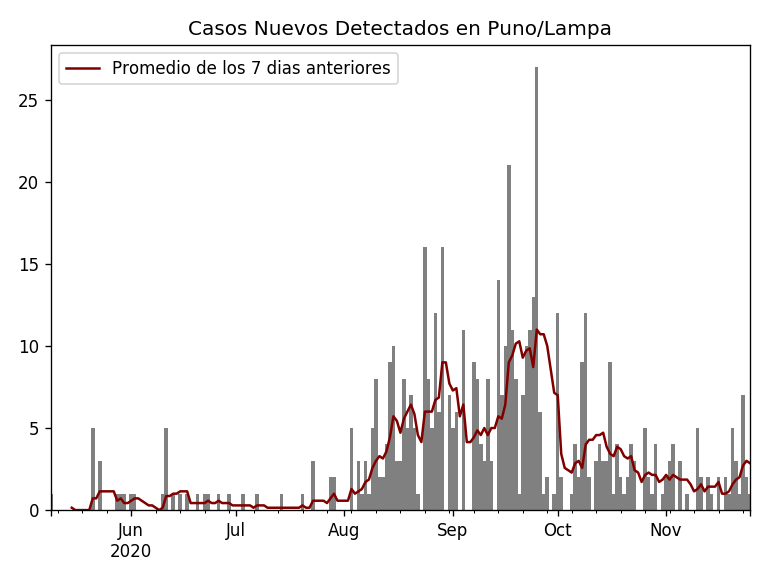 Casos Nuevos Detectados en Puno/Lampa
Promedio de los 7 dias anteriores
25
20
15
10
5
0
Jun Jul Aug Sep Oct Nov
2020